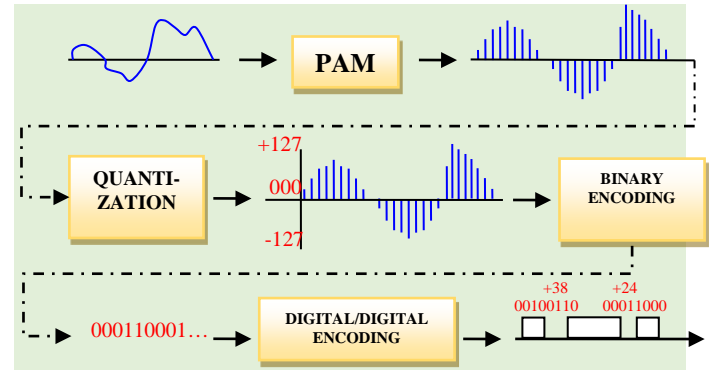 PAM
QUANTI-
ZATION
+127
000
-127
BINARY
ENCODING
000110001…
DIGITAL/DIGITAL
ENCODING
+38 +24
00100110 00011000